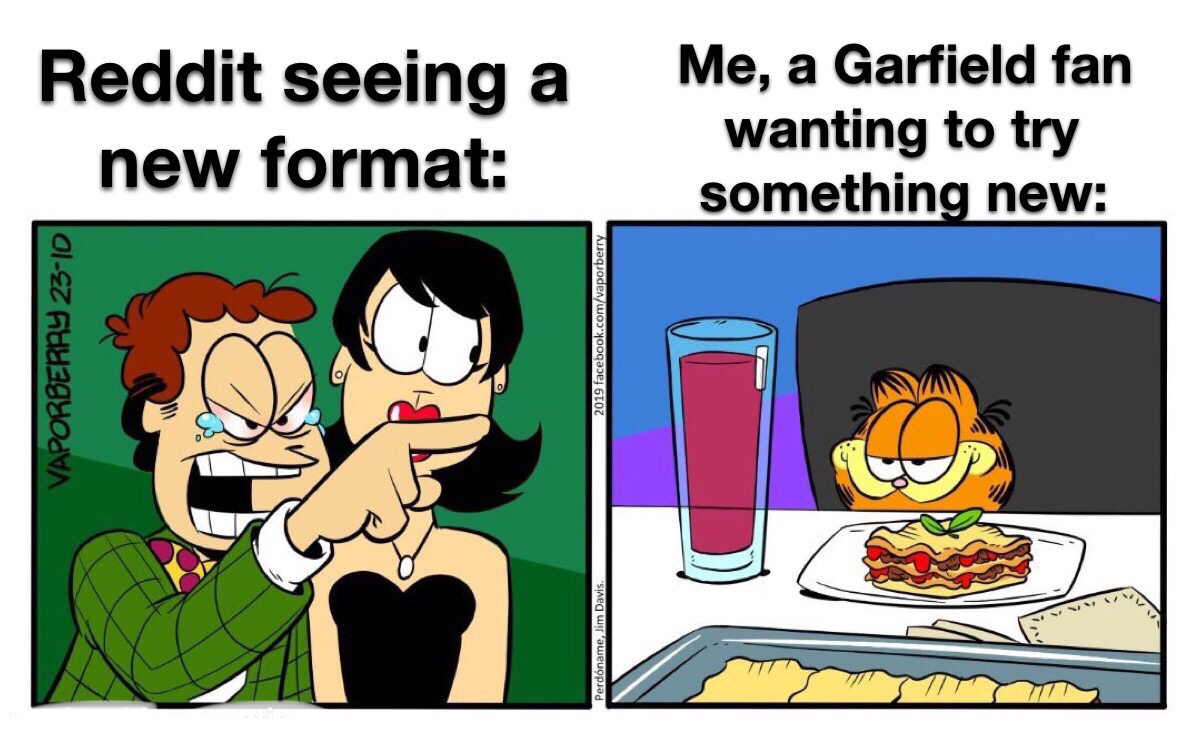 Reddit seeing a
new format:
Me, a Garfield fan
wanting to try
something new:
VAPORBERRY 23-10
2019 facebook.com/vaporberry
Perdóname, Jim Davis.